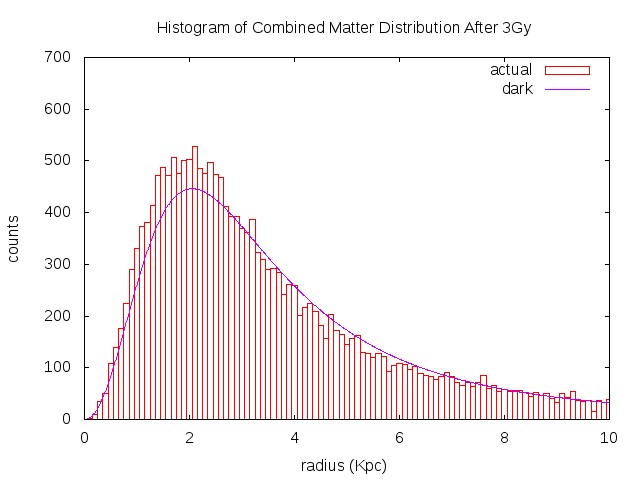 Histogram of Combined Matter Distribution After 3Gy
700
600
500
400
300
200
100
0
counts
actual
dark
0 2 4 6 8 10
radius (Kpc)